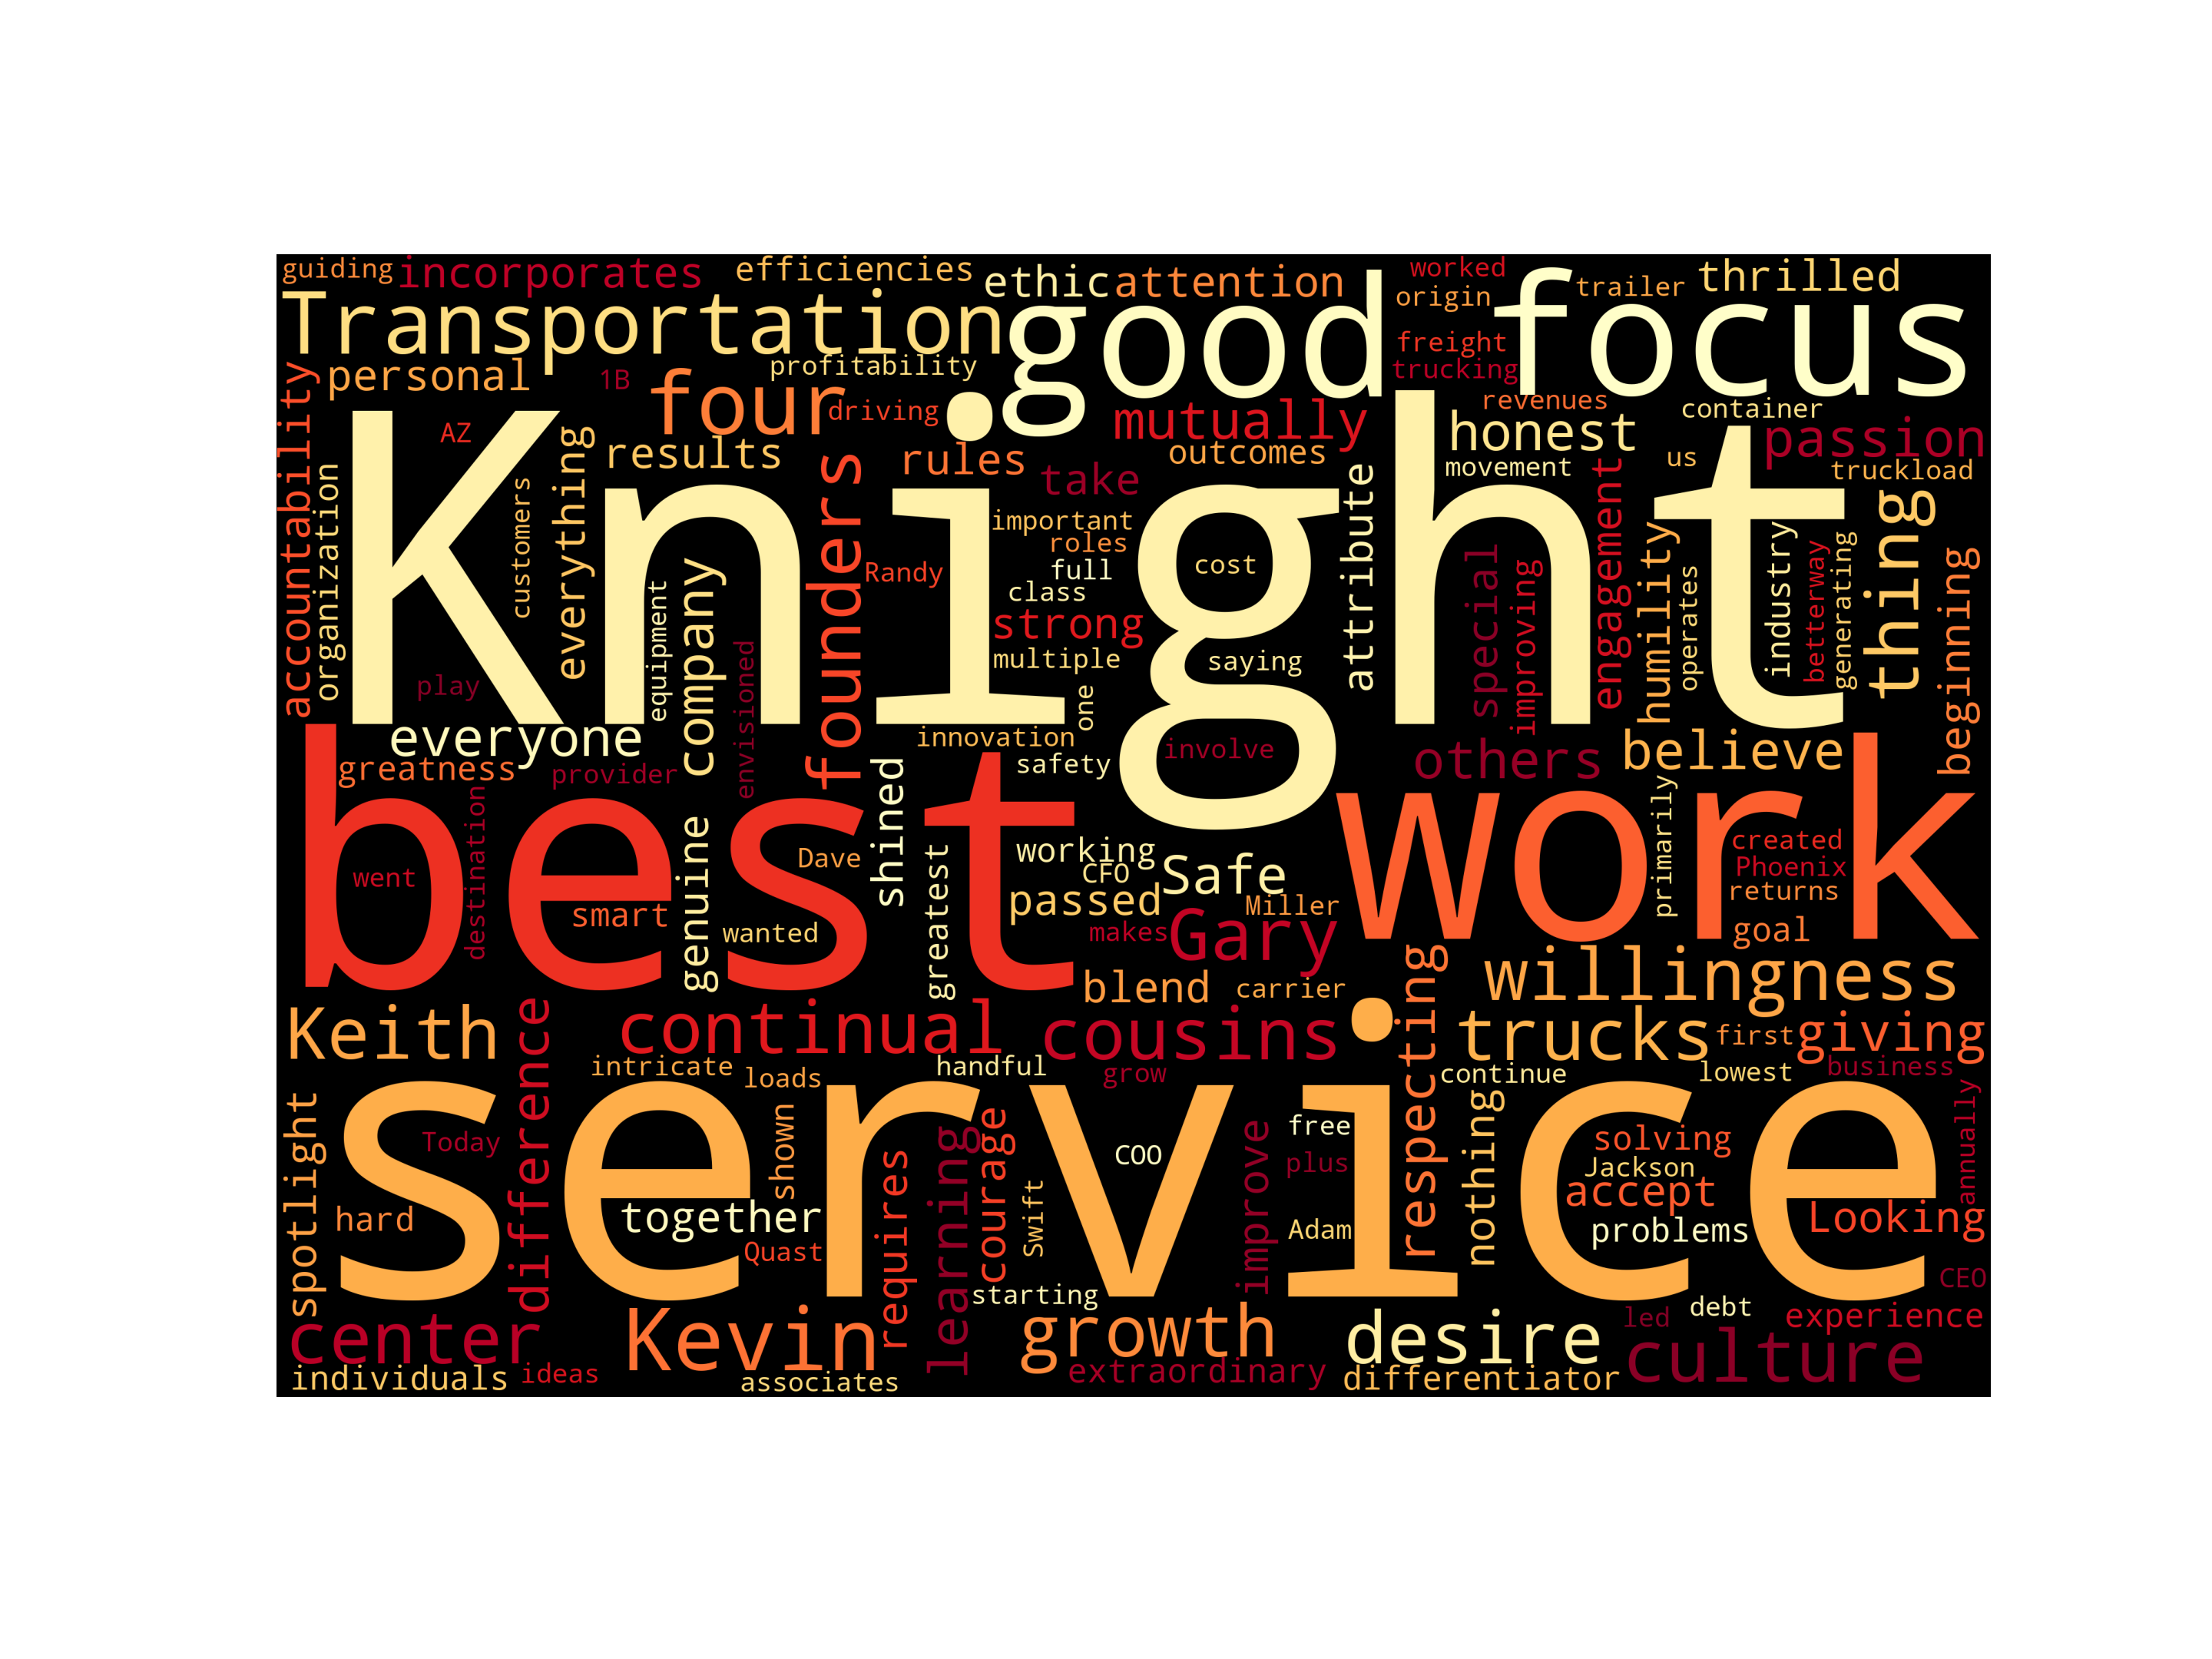 guiding
incorporates
efficiencies
ethic
attention
worked
origin
trailer
thrilled
Transportation
good
focus
freight
trucking
personal
1B
profitability
four
driving
mutually
revenues
container
honest
passion
accountability
AZ
results
rules
outcomes
movement
us
truckload
organization
customers
everything
founders
take
attribute
engagement
thing
Knight
important
roles
full
class
Randy
cost
special
improving
humility
operates
industry
betterway
generating
beginning
strong
multiple
saying
one
equipment
company
play
envisioned
everyone
greatness
provider
innovation
safety
involve
others
believe
best
work
shined
destination
went
smart
genuine
Dave
wanted
greatest
working
CFO
Safe
passed
Miller
makes
Gary
primarily
created
Phoenix
returns
goal
blend
carrier
respecting
willingness
Keith
difference
continual
cousins
trucks
first
giving
intricate
loads
handful
grow
continue
lowest
business
service
spotlight
Today
hard
shown
together
Quast
requires
learning
courage
Swift
COO
improve
free
plus
Adam
nothing
solving
Jackson
accept
problems
Looking
annually
starting
CEO
center
Kevin
growth
desire
led
debt
experience
culture
individuals
ideas
associates
extraordinary
differentiator